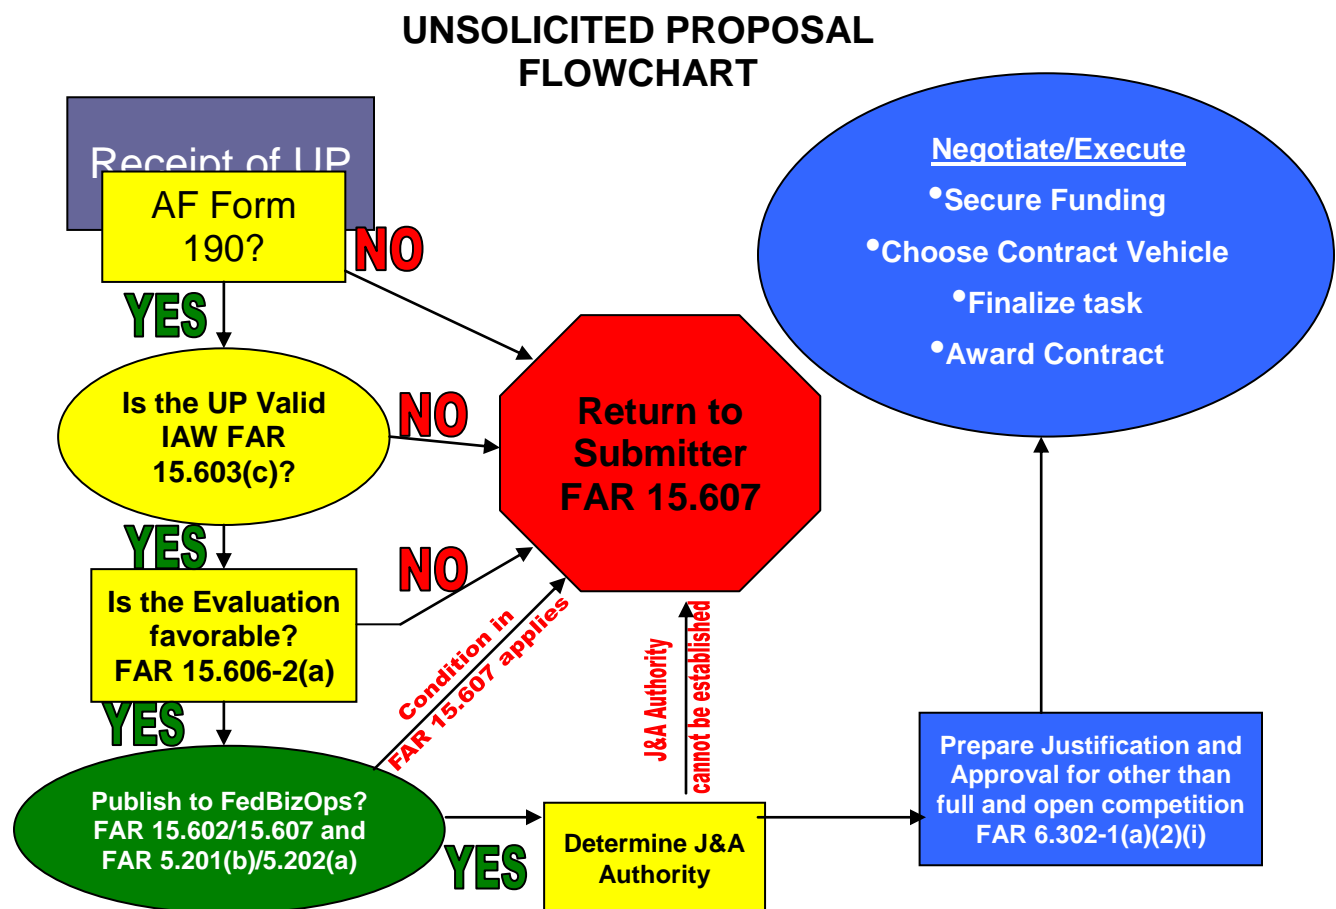 UNSOLICITED PROPOSAL
FLOWCHART
Receipt of UP
AF Form
190?
NO
YES
Is the UP Valid
IAW FAR
15.603(c)?
NO
YES
Is the Evaluation
favorable?
FAR 15.606-2(a)
NO
YES
Publish to FedBizOps?
FAR 15.602/15.607 and
FAR 5.201(b)/5.202(a)
Condition in
FAR 15.607 applies
YES
Return to
Submitter
FAR 15.607
J&A Authority
cannot be established
Determine J&A
Authority
Prepare Justification and
Approval for other than
full and open competition
FAR 6.302-1(a)(2)(i)
Negotiate/Execute
•Secure Funding
•Choose Contract Vehicle
•Finalize task
•Award Contract